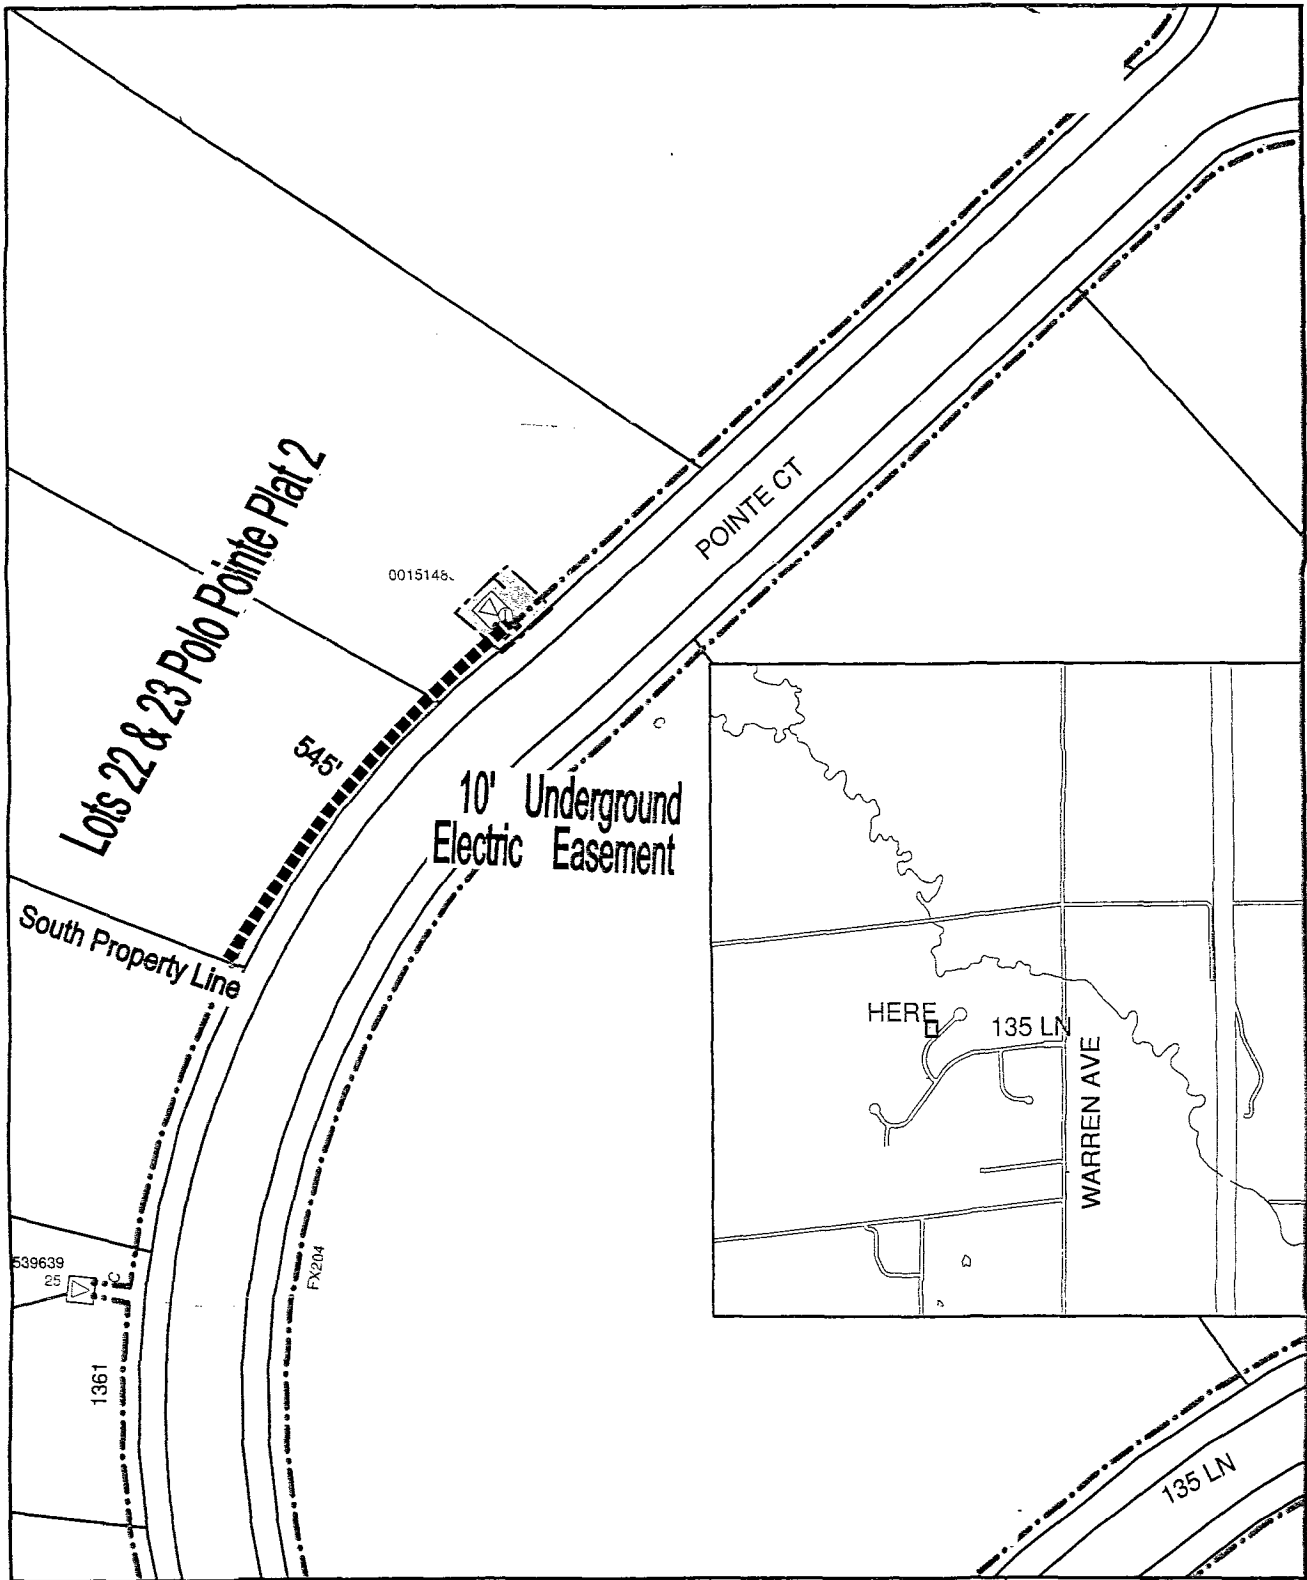 POINTE CT
Lots 22 & 23 Polo Pointe Plat 2
545'
10' Underground
Electric Easement
South Property Line
HERE
135 LN
WARREN AVE
539639
25
C
FX204
1361
135 LN